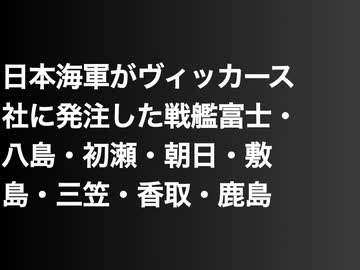 日本海軍がヴィッカース
社に発注した戦艦富士・
八島・初瀬・朝日・敷
島・三笠・香取・鹿島